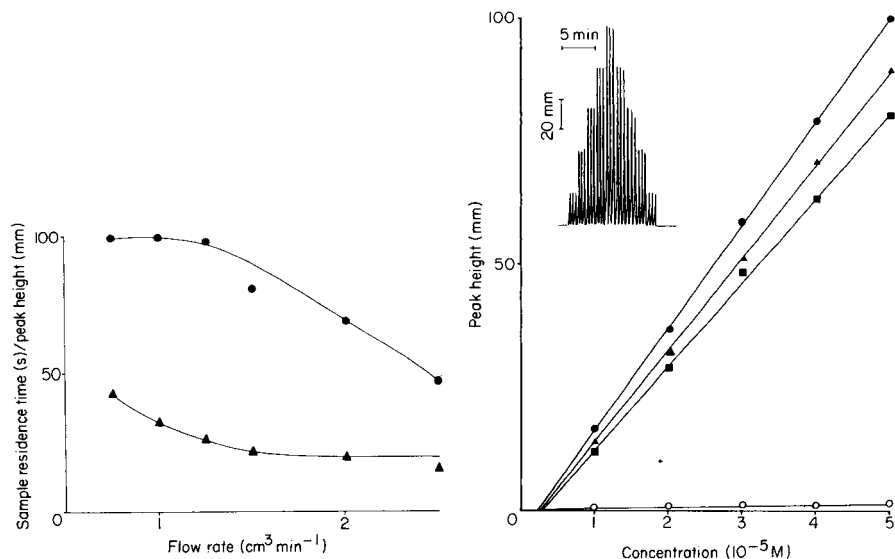 Sample residence time (s)/peak height (mm)
100
50
0
1
2
Flow rate (cm³ min⁻¹)
Peak height (mm)
100
50
0
5 min
20 mm
1
2
3
4
5
Concentration (10⁻⁵ M)